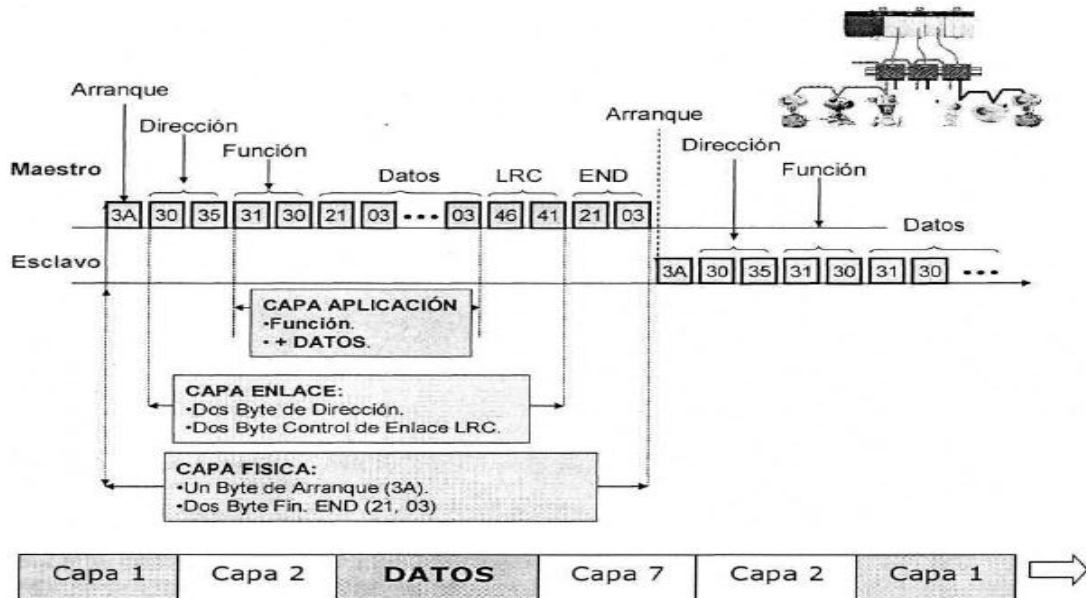 Arranque
Dirección
Función
Maestro
Datos
LRC
END
3A 30 35 31 30 21 03 ••• 03 46 41 21 03
Arranque
Dirección
Función
Datos
Esclavo
3A 30 35 31 30 31 30 •••
CAPA APLICACIÓN
•Función.
• + DATOS.
CAPA ENLACE:
•Dos Byte de Dirección.
•Dos Byte Control de Enlace LRC.
CAPA FISICA:
•Un Byte de Arranque (3A).
•Dos Byte Fin. END (21, 03)
Capa 1 Capa 2 DATOS Capa 7 Capa 2 Capa 1